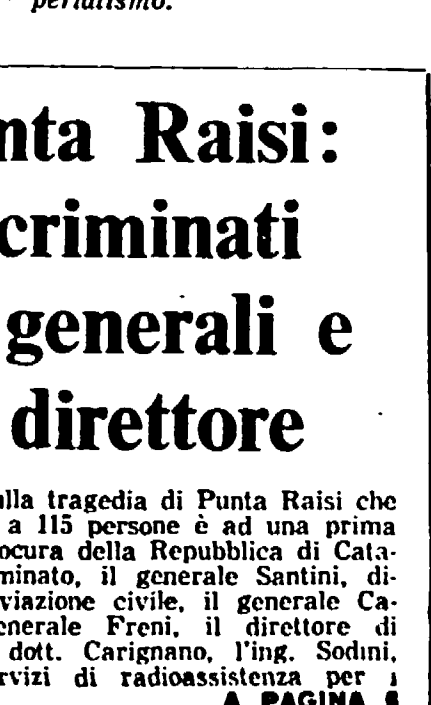 perialismo.
nta Raisi:
criminati
generali e
direttore
ulla tragedia di Punta Raisi che
a 115 persone è ad una prima
ocura della Repubblica di Cata-
minato, il generale Santini, di-
viazione civile, il generale Ca-
enerale Freni, il direttore di
dott. Carignano, l'ing. Sodini,
rvizi di radioassistenza per i
A PAGINA